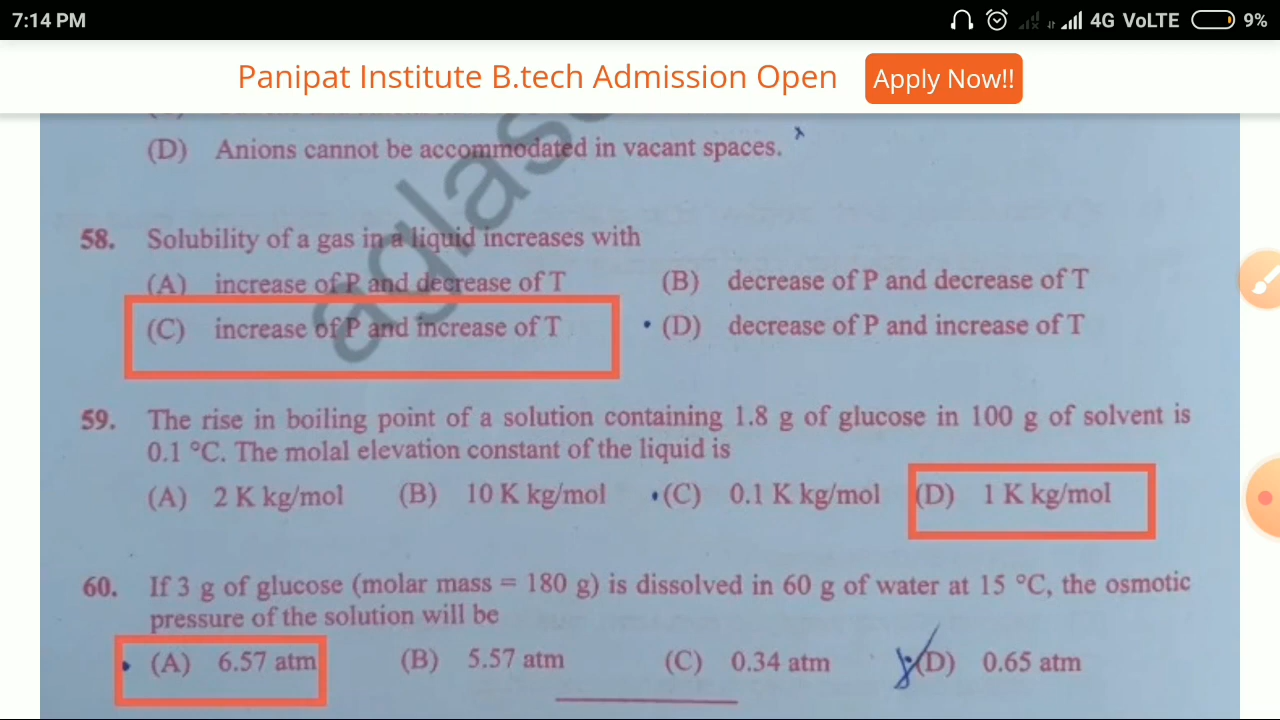 7:14 PM 4G VoLTE 9%
Panipat Institute B.tech Admission Open Apply Now!!
(D) Anions cannot be accommodated in vacant spaces.
58. Solubility of a gas in a liquid increases with
(A) increase of P and decrease of T (B) decrease of P and decrease of T
(C) increase of P and increase of T (D) decrease of P and increase of T
59. The rise in boiling point of a solution containing 1.8 g of glucose in 100 g of solvent is
0.1 °C. The molal elevation constant of the liquid is
(A) 2 K kg/mol (B) 10 K kg/mol (C) 0.1 K kg/mol (D) 1 K kg/mol
60. If 3 g of glucose (molar mass = 180 g) is dissolved in 60 g of water at 15 °C, the osmotic
pressure of the solution will be
(A) 6.57 atm (B) 5.57 atm (C) 0.34 atm (D) 0.65 atm